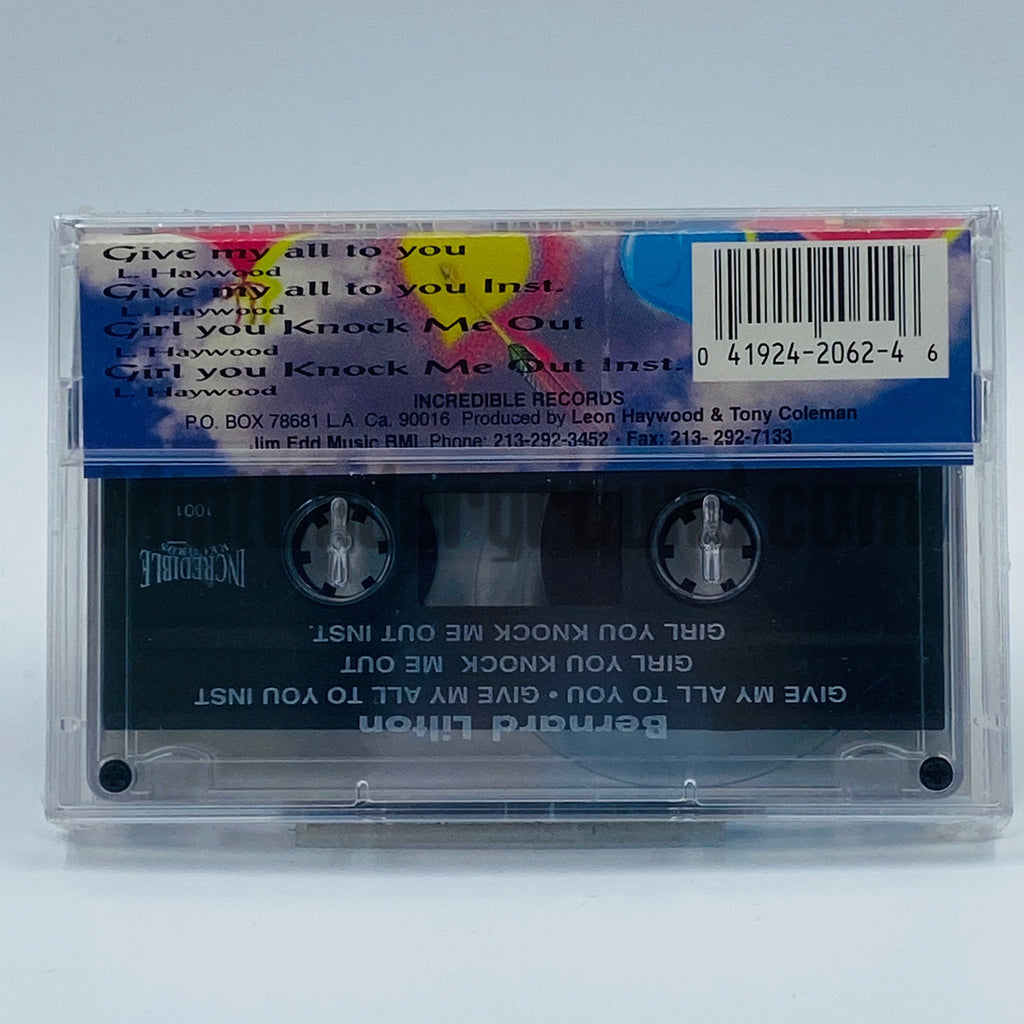 Give my all to you
L. Haywood
Give my all to you Inst.
L. Haywood
Girl you Knock Me Out
L. Haywood
Girl you Knock Me Out Inst.
L. Haywood
0 41924-2062-4 6
INCREDIBLE RECORDS
P.O. BOX 78681 L.A. Ca. 90016 Produced by Leon Haywood & Tony Coleman
Jim Edd Music BMI Phone: 213-292-3452 · Fax: 213- 292-7133
Bernard Litton
GIVE MY ALL TO YOU • GIVE MY ALL TO YOU INST
GIRL YOU KNOCK ME OUT
GIRL YOU KNOCK ME OUT INST.
INCREDIBLE
RECORDS
1001